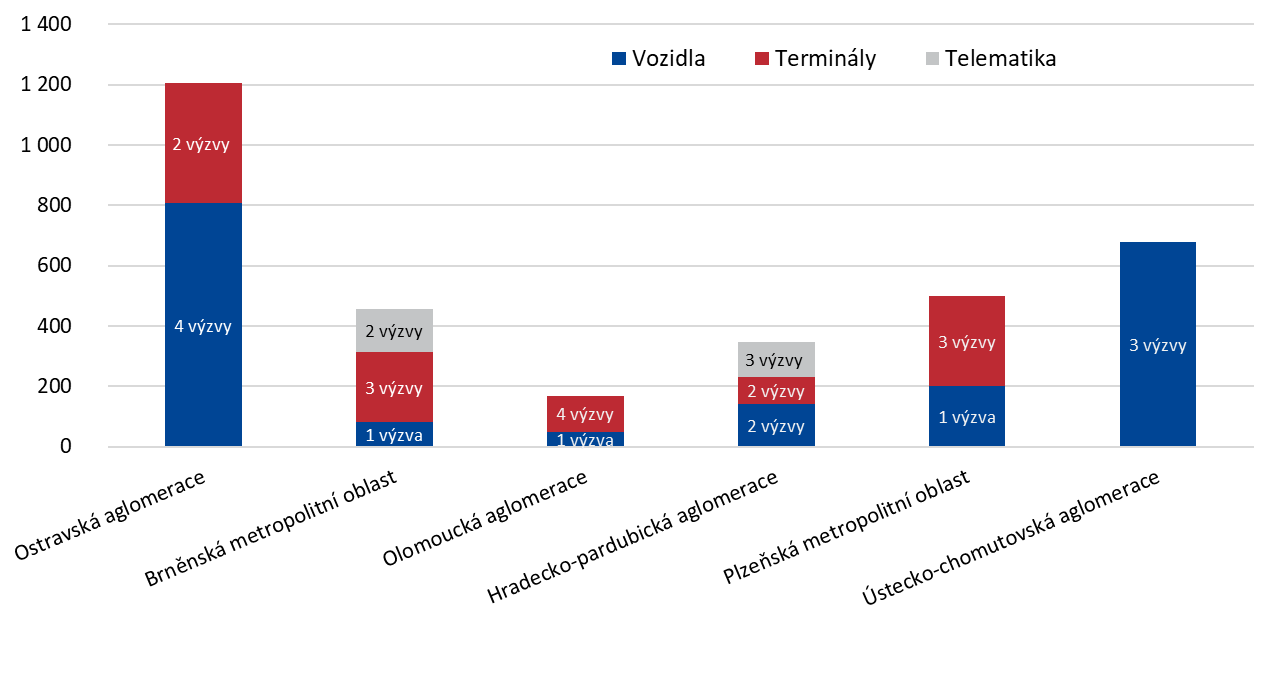 1 400
1 200
1 000
800
600
400
200
0
Vozidla Terminály Telematika
2 výzvy
4 výzvy
2 výzvy
3 výzvy
1 výzva
4 výzvy
1 výzva
3 výzvy
2 výzvy
2 výzvy
3 výzvy
1 výzva
3 výzvy
Ostravská aglomerace
Brněnská metropolitní oblast
Olomoucká aglomerace
Hradecko-pardubická aglomerace
Plzeňská metropolitní oblast
Ústecko-chomutovská aglomerace